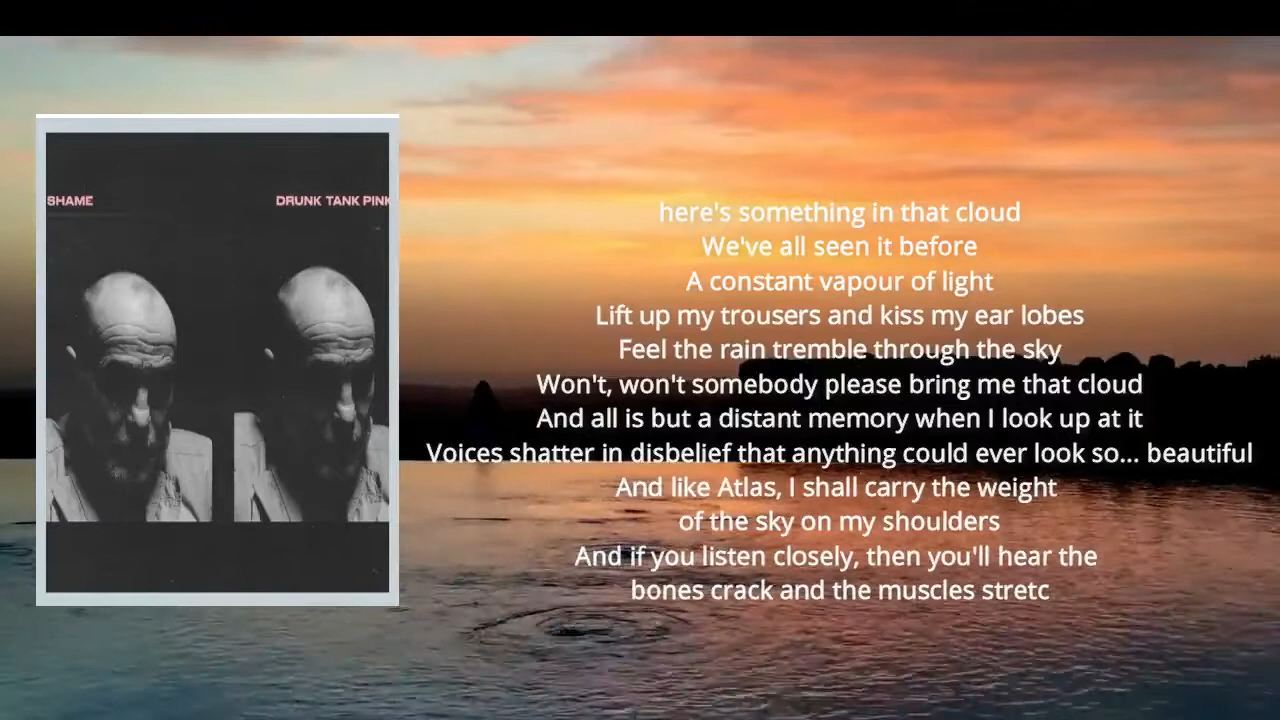 SHAME
DRUNK TANK PINK
here's something in that cloud
We've all seen it before
A constant vapour of light
Lift up my trousers and kiss my ear lobes
Feel the rain tremble through the sky
Won't, won't somebody please bring me that cloud
And all is but a distant memory when I look up at it
Voices shatter in disbelief that anything could ever look so... beautiful
And like Atlas, I shall carry the weight
of the sky on my shoulders
And if you listen closely, then you'll hear the
bones crack and the muscles stretc